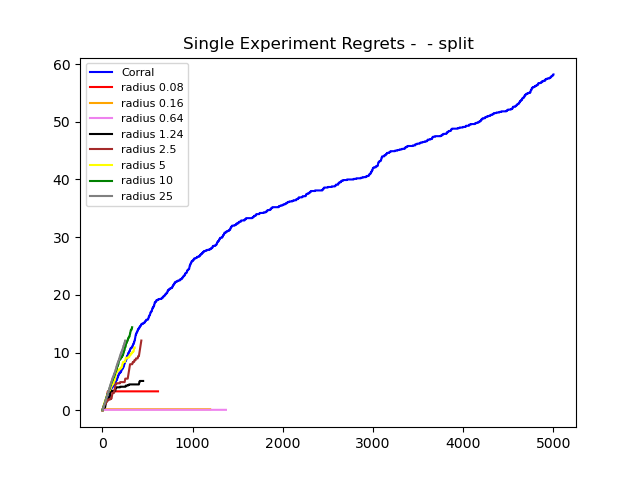 Single Experiment Regrets -  - split
60
50
40
30
20
10
0
Corral
radius 0.08
radius 0.16
radius 0.64
radius 1.24
radius 2.5
radius 5
radius 10
radius 25
0 1000 2000 3000 4000 5000